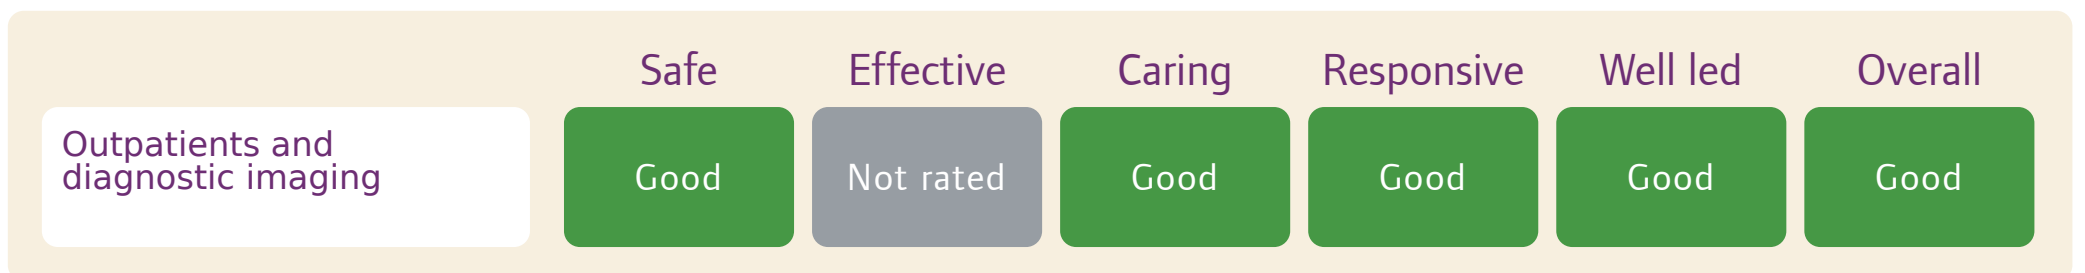 Safe Effective Caring Responsive Well led Overall
Outpatients and
diagnostic imaging
Good Not rated Good Good Good Good